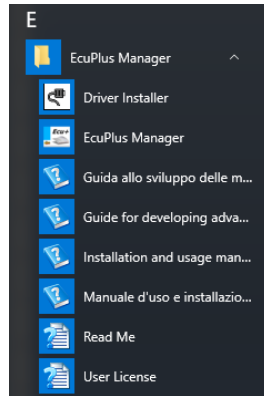 E
EcuPlus Manager
Driver Installer
Ecu+
EcuPlus Manager
Guida allo sviluppo delle m...
Guide for developing adva...
Installation and usage man...
Manuale d'uso e installazio...
Read Me
User License